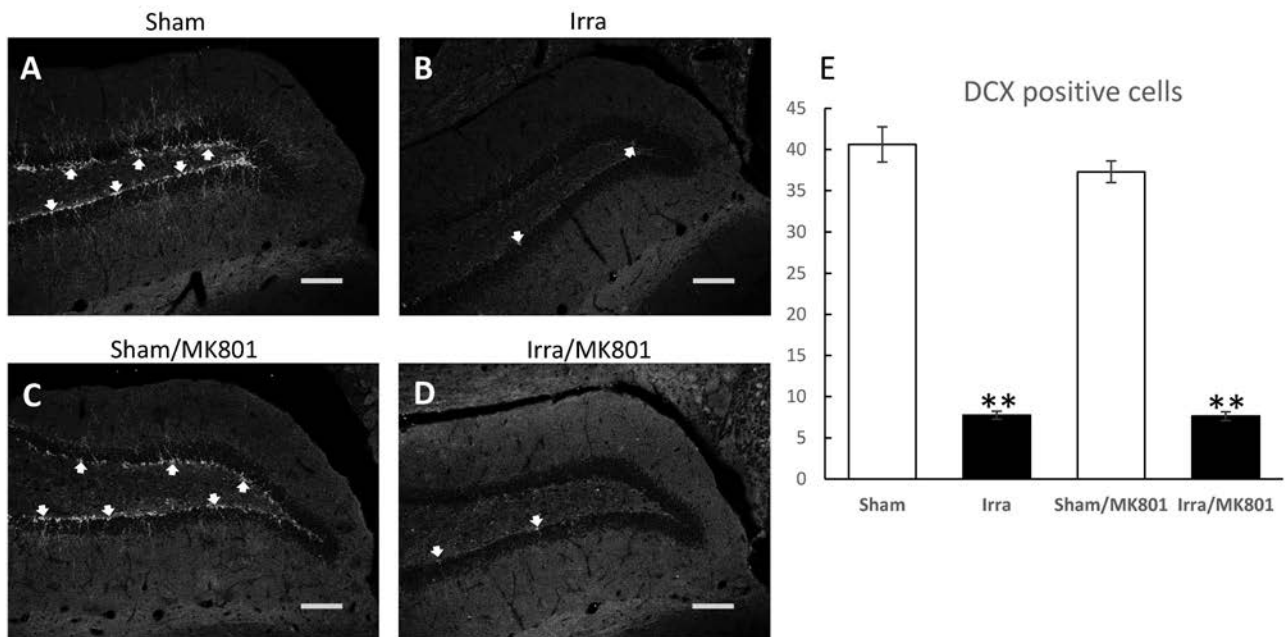 Sham
Irra
A
B
Sham/MK801
Irra/MK801
C
D
E
DCX positive cells
45
40
35
30
25
20
15
10
5
0
**
**
Sham
Irra
Sham/MK801
Irra/MK801